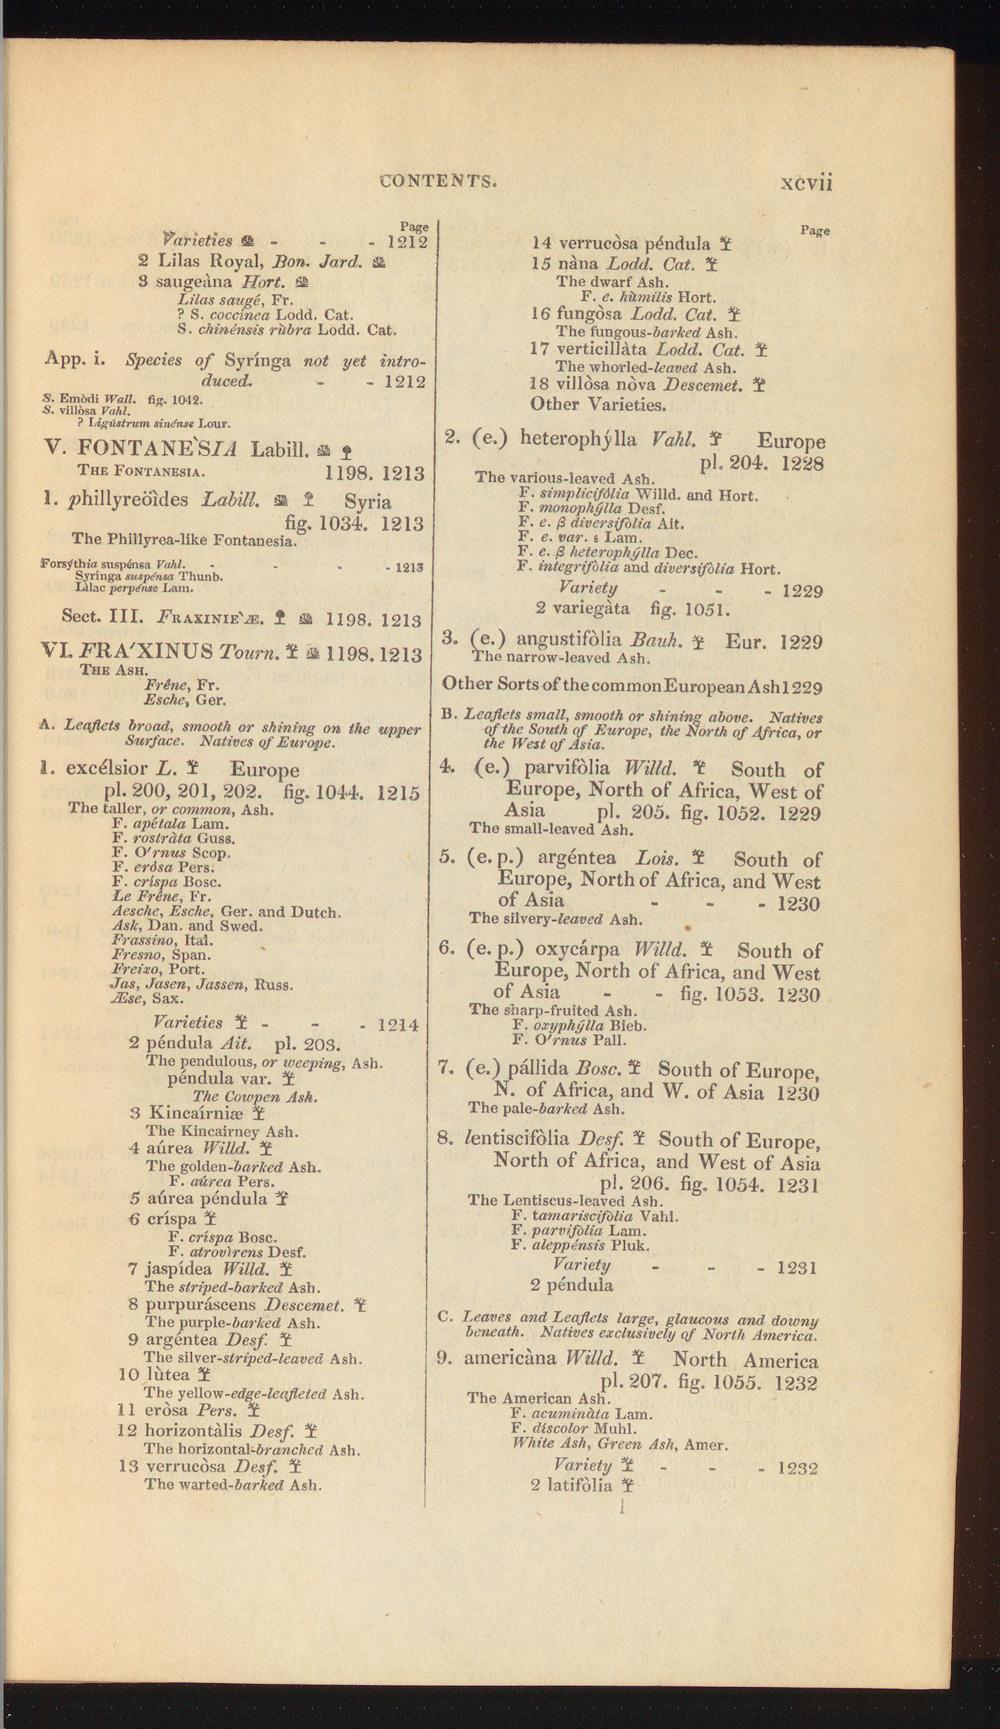 CONTENTS. xcvii
Page
Varieties - - - 1212
2 Lilas Royal, Bon. Jard.
3 saugeàna Hort.
Lilas saugé, Fr.
? S. coccínea Lodd. Cat.
S. chinénsis rùbra Lodd. Cat.
App. i. Species of Syrínga not yet intro-
duced. - - 1212
S. Emòdi Wall. fig. 1042.
S. villòsa Vahl.
? Ligústrum sinénse Lour.
V. FONTANE`SIA Labill.
THE FONTANESIA. 1198. 1213
1. phillyreöìdes Labill. Syria
fig. 1034. 1213
The Phillyrea-like Fontanesia.
Forsýthia suspénsa Vahl. - - - - 1213
Syrínga suspénsa Thunb.
Lìlac perpénse Lam.
Sect. III. FRAXINIE`Æ. 1198. 1213
VI. FRA´XINUS Tourn. 1198. 1213
THE ASH.
Frêne, Fr.
Esche, Ger.
A. Leaflets broad, smooth or shining on the upper
Surface. Natives of Europe.
1. excélsior L. Europe
pl. 200, 201, 202. fig. 1044. 1215
The taller, or common, Ash.
F. apétala Lam.
F. rostràta Guss.
F. O'rnus Scop.
F. eròsa Pers.
F. críspa Bosc.
Le Frêne, Fr.
Aesche, Esche, Ger. and Dutch.
Ask, Dan. and Swed.
Frassino, Ital.
Fresno, Span.
Freixo, Port.
Jas, Jasen, Jassen, Russ.
Æse, Sax.
Varieties - - - 1214
2 péndula Ait. pl. 203.
The pendulous, or weeping, Ash.
péndula var.
The Cowpen Ash.
3 Kincaírniæ
The Kincairney Ash.
4 aúrea Willd.
The golden-barked Ash.
F. aúrea Pers.
5 aúrea péndula
6 críspa
F. críspa Bosc.
F. atrovìrens Desf.
7 jaspídea Willd.
The striped-barked Ash.
8 purpuráscens Descemet.
The purple-barked Ash.
9 argéntea Desf.
The silver-striped-leaved Ash.
10 lùtea
The yellow-edge-leafleted Ash.
11 eròsa Pers.
12 horizontàlis Desf.
The horizontal-branched Ash.
13 verrucòsa Desf.
The warted-barked Ash.
Page
14 verrucòsa péndula
15 nàna Lodd. Cat.
The dwarf Ash.
F. e. hùmilis Hort.
16 fungòsa Lodd. Cat.
The fungous-barked Ash.
17 verticillàta Lodd. Cat.
The whorled-leaved Ash.
18 villòsa nòva Descemet.
Other Varieties.
2. (e.) heterophýlla Vahl. Europe
pl. 204. 1228
The various-leaved Ash.
F. simplicifòlia Willd. and Hort.
F. monophýlla Desf.
F. e. β diversifòlia Ait.
F. e. var. ε Lam.
F. e. β heterophýlla Dec.
F. integrifòlia and diversifòlia Hort.
Variety - - - 1229
2 variegàta fig. 1051.
3. (e.) angustifòlia Bauh. Eur. 1229
The narrow-leaved Ash.
Other Sorts of the common European Ash 1229
B. Leaflets small, smooth or shining above. Natives
of the South of Europe, the North of Africa, or
the West of Asia.
4. (e.) parvifòlia Willd. South of
Europe, North of Africa, West of
Asia pl. 205. fig. 1052. 1229
The small-leaved Ash.
5. (e. p.) argéntea Lois. South of
Europe, North of Africa, and West
of Asia - - - 1230
The silvery-leaved Ash.
6. (e. p.) oxycárpa Willd. South of
Europe, North of Africa, and West
of Asia - - fig. 1053. 1230
The sharp-fruited Ash.
F. oxyphýlla Bieb.
F. O'rnus Pall.
7. (e.) pállida Bosc. South of Europe,
N. of Africa, and W. of Asia 1230
The pale-barked Ash.
8. lentiscifòlia Desf. South of Europe,
North of Africa, and West of Asia
pl. 206. fig. 1054. 1231
The Lentiscus-leaved Ash.
F. tamariscifòlia Vahl.
F. parvifòlia Lam.
F. aleppénsis Pluk.
Variety - - - 1231
2 péndula
C. Leaves and Leaflets large, glaucous and downy
beneath. Natives exclusively of North America.
9. americàna Willd. North America
pl. 207. fig. 1055. 1232
The American Ash.
F. acuminàta Lam.
F. díscolor Muhl.
White Ash, Green Ash, Amer.
Variety - - - 1232
2 latifòlia
l